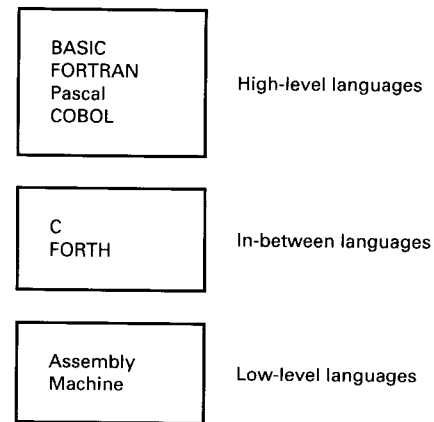 BASIC
FORTRAN
Pascal
COBOL
High-level languages
C
FORTH
In-between languages
Assembly
Machine
Low-level languages